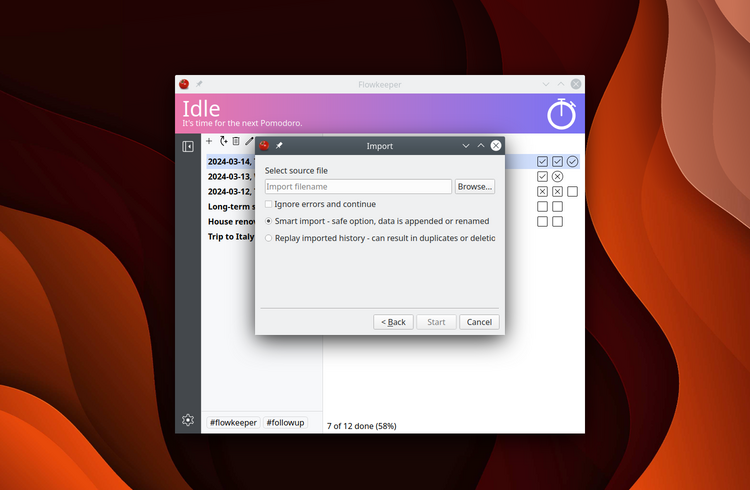 Flowkeeper
Idle
It's time for the next Pomodoro.
Import
2024-03-14,
2024-03-13,
2024-03-12,
Long-term
House
Trip to Italy
Select source file
Import filename
Browse...
Ignore errors and continue
Smart import - safe option, data is appended or renamed
Replay imported history - can result in duplicates or deletic
< Back
Start
Cancel
#flowkeeper
#followup
7 of 12 done (58%)